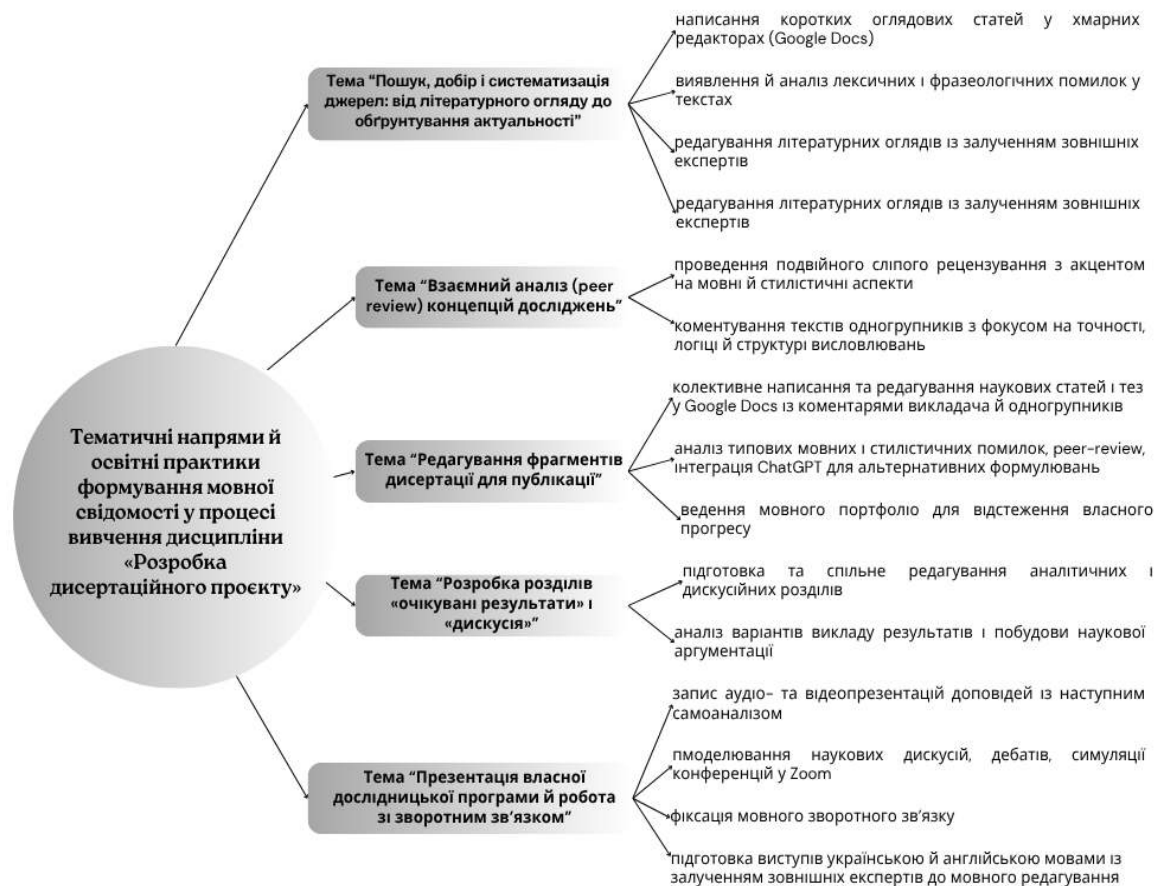 Тематичні напрями й
освітні практики
формування мовної
свідомості у процесі
вивчення дисципліни
«Розробка
дисертаційного проєкту»
Тема “Пошук, добір і систематизація
джерел: від літературного огляду до
обґрунтування актуальності”
написання коротких оглядових статей у хмарних
редакторах (Google Docs)
виявлення й аналіз лексичних і фразеологічних помилок у
текстах
редагування літературних оглядів із залученням зовнішніх
експертів
редагування літературних оглядів із залученням зовнішніх
експертів
Тема “Взаємний аналіз (peer
review) концепцій досліджень”
проведення подвійного сліпого рецензування з акцентом
на мовні й стилістичні аспекти
коментування текстів одногрупників з фокусом на точності,
логіці й структурі висловлювань
Тема “Редагування фрагментів
дисертації для публікації”
колективне написання та редагування наукових статей і тез
у Google Docs із коментарями викладача й одногрупників
аналіз типових мовних і стилістичних помилок, peer-review,
інтеграція ChatGPT для альтернативних формулювань
ведення мовного портфоліо для відстеження власного
прогресу
Тема “Розробка розділів
«очікувані результати» і
«дискусія»”
підготовка та спільне редагування аналітичних і
дискусійних розділів
аналіз варіантів викладу результатів і побудови наукової
аргументації
Тема “Презентація власної
дослідницької програми й робота
зі зворотним зв’язком”
запис аудіо- та відеопрезентацій доповідей із наступним
самоаналізом
пмоделювання наукових дискусій, дебатів, симуляції
конференцій у Zoom
фіксація мовного зворотного зв’язку
підготовка виступів українською й англійською мовами із
залученням зовнішніх експертів до мовного редагування